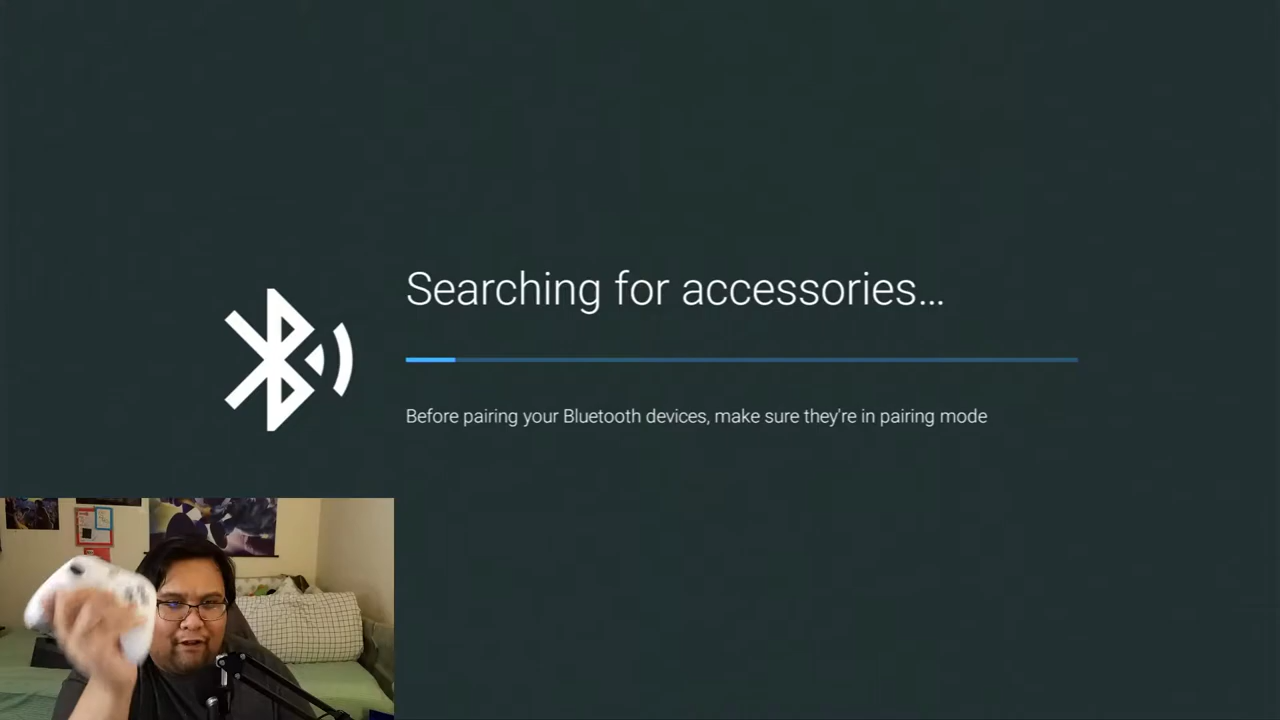 Searching for accessories...
Before pairing your Bluetooth devices, make sure they're in pairing mode